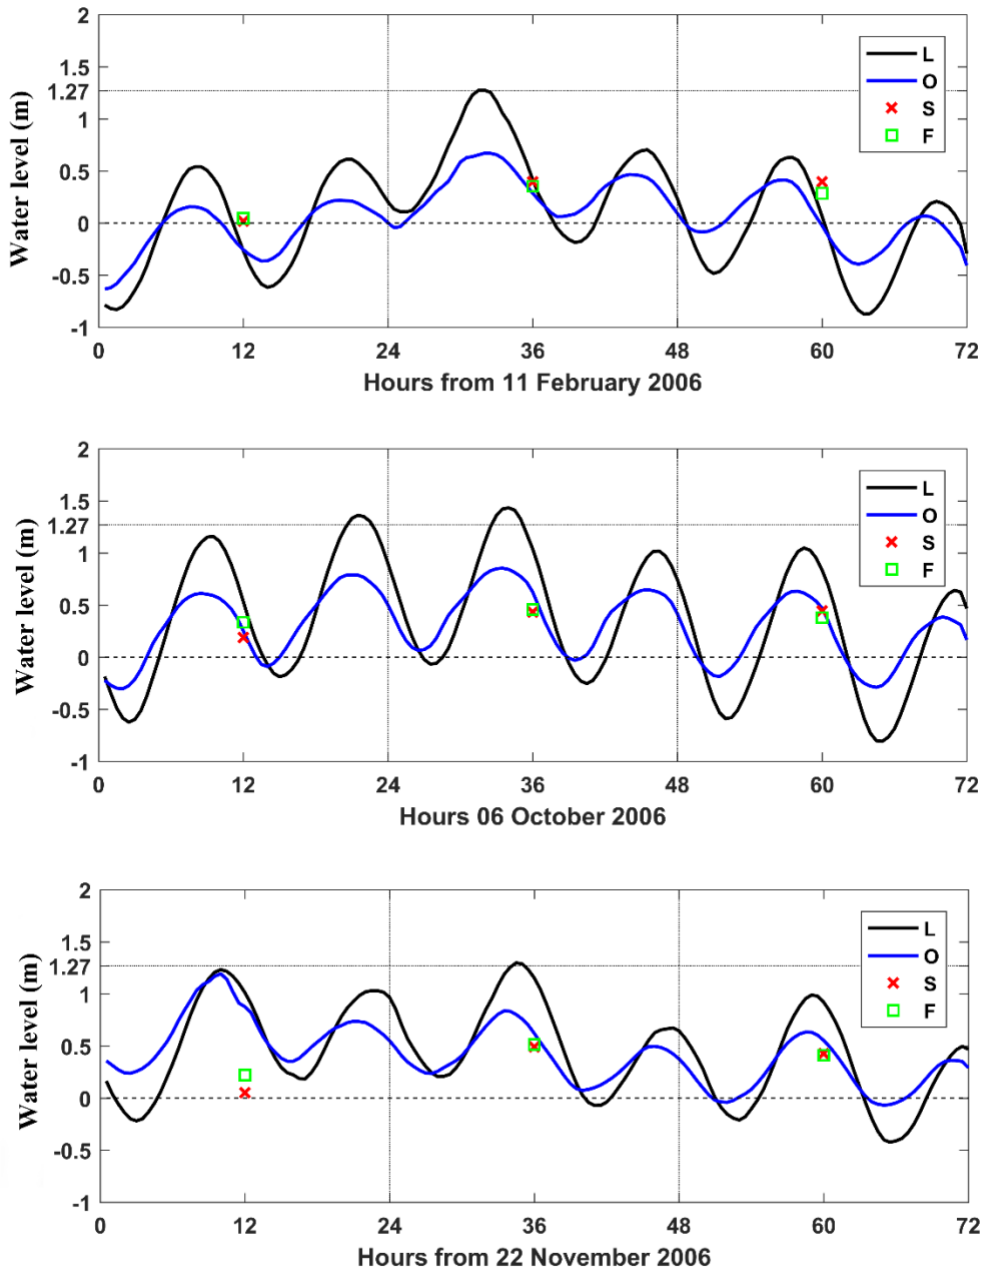 2
1.5
1.27
1
0.5
0
-0.5
-1
Water level (m)
L
O
S
F
0 12 24 36 48 60 72
Hours from 11 February 2006
2
1.5
1.27
1
0.5
0
-0.5
-1
Water level (m)
L
O
S
F
0 12 24 36 48 60 72
Hours 06 October 2006
2
1.5
1.27
1
0.5
0
-0.5
-1
Water level (m)
L
O
S
F
0 12 24 36 48 60 72
Hours from 22 November 2006